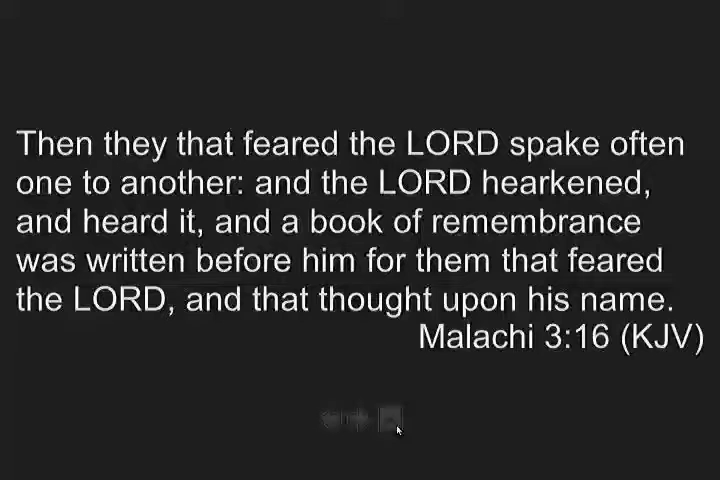 Then they that feared the LORD spake often
one to another: and the LORD hearkened,
and heard it, and a book of remembrance
was written before him for them that feared
the LORD, and that thought upon his name.
Malachi 3:16 (KJV)